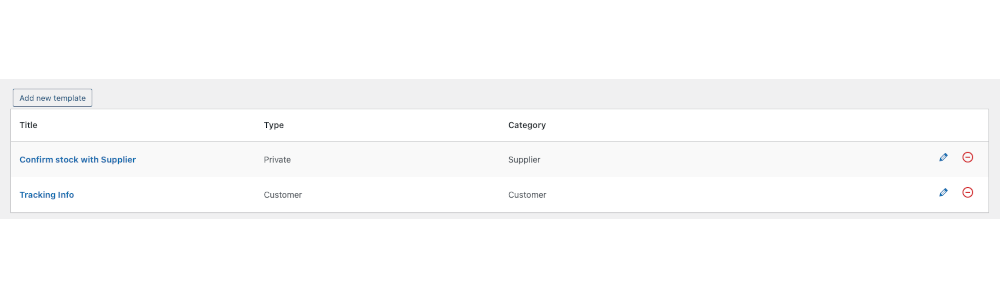 Add new template
Title Type Category
Confirm stock with Supplier Private Supplier
Tracking Info Customer Customer